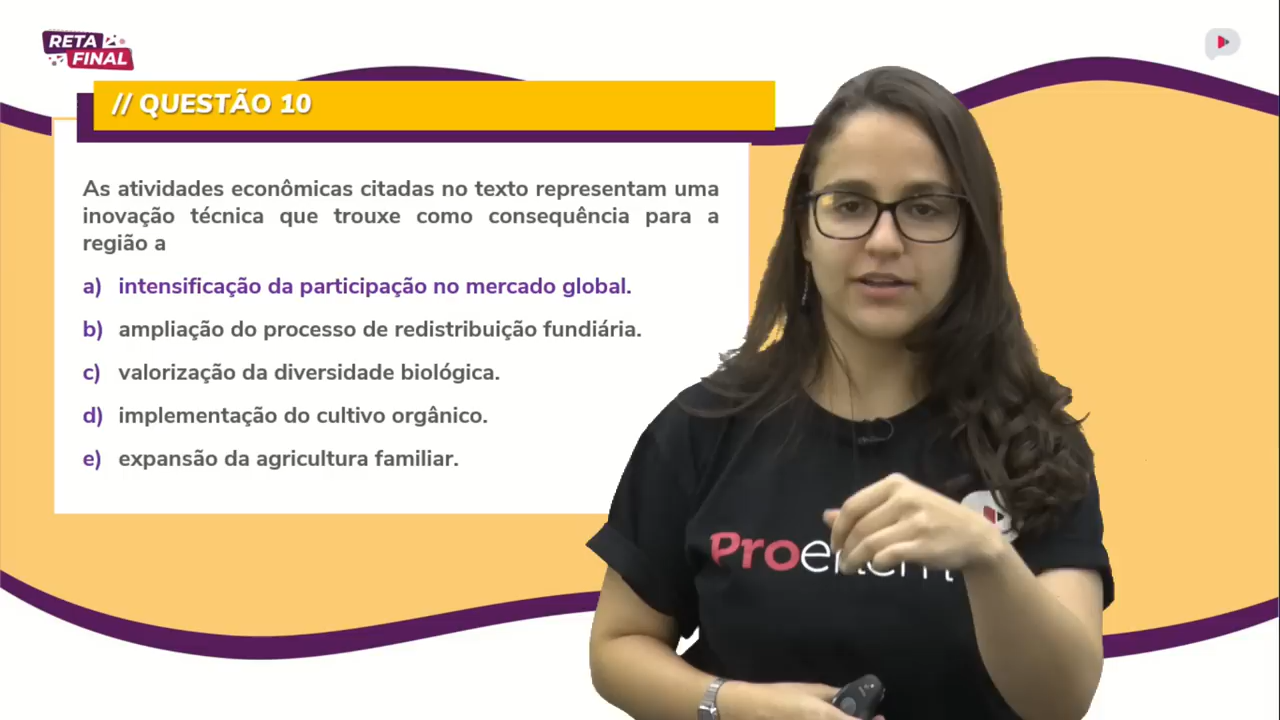 RETA
FINAL
// QUESTÃO 10
As atividades econômicas citadas no texto representam uma
inovação técnica que trouxe como consequência para a
região a
a) intensificação da participação no mercado global.
b) ampliação do processo de redistribuição fundiária.
c) valorização da diversidade biológica.
d) implementação do cultivo orgânico.
e) expansão da agricultura familiar.